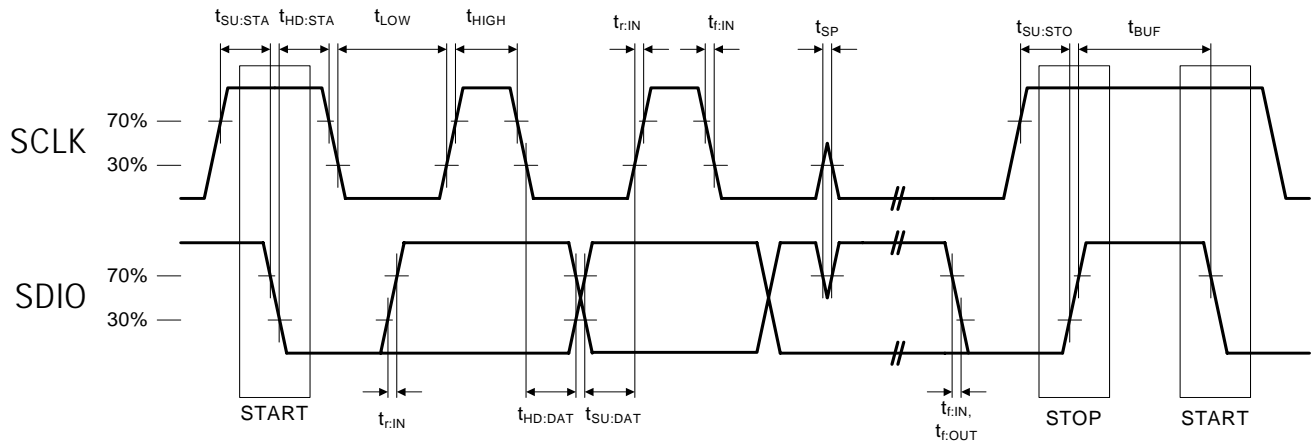 tSU:STA tHD:STA tLOW tHIGH tr:IN tf:IN tSP tSU:STO tBUF
SCLK
70%
30%
SDIO
70%
30%
START
tr:IN
tHD:DAT tSU:DAT
tf:IN,
tf:OUT
STOP
START